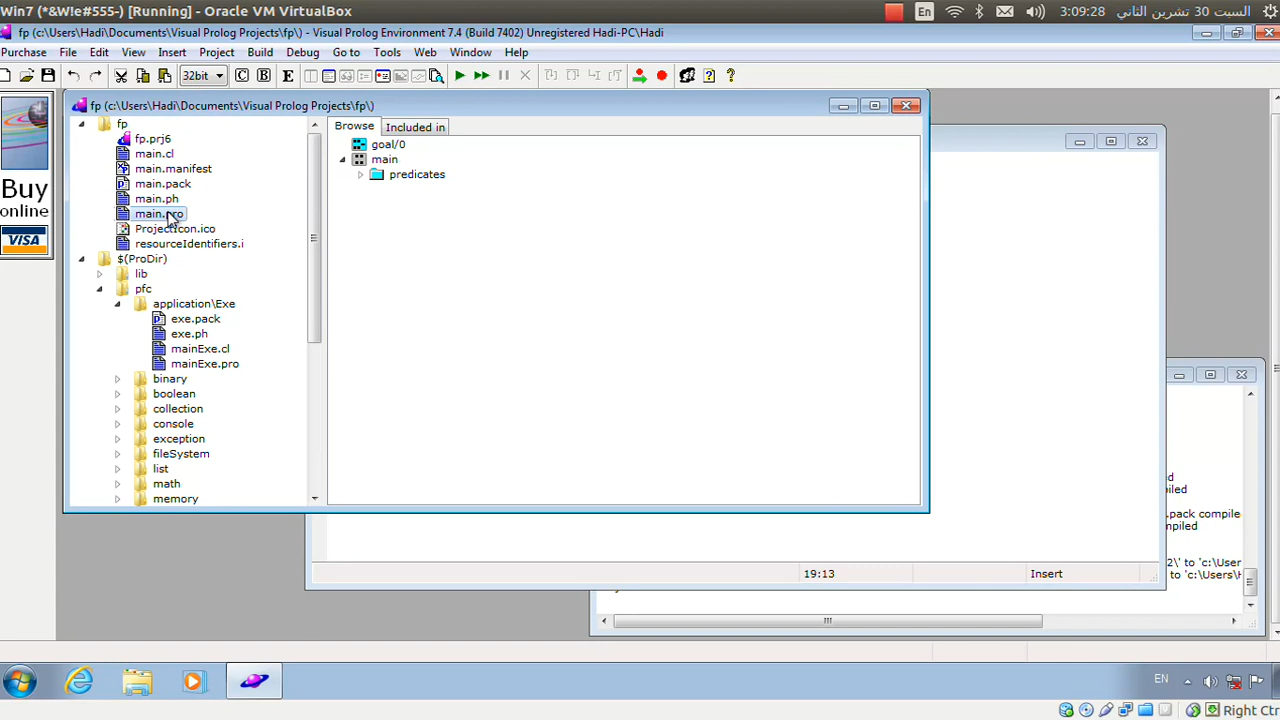 Win7 (*&W!e#555-) [Running] - Oracle VM VirtualBox
En
السبت 30 تشرين الثاني 3:09:28
fp (c:\Users\Hadi\Documents\Visual Prolog Projects\fp\) - Visual Prolog Environment 7.4 (Build 7402) Unregistered Hadi-PC\Hadi
Purchase File Edit View Insert Project Build Debug Go to Tools Web Window Help
32bit C B E
fp (c:\Users\Hadi\Documents\Visual Prolog Projects\fp\)
Browse Included in
fp
fp.prj6
main.cl
main.manifest
main.pack
main.ph
main.pro
ProjectIcon.ico
resourceIdentifiers.i
$(ProDir)
lib
pfc
application\Exe
exe.pack
exe.ph
mainExe.cl
mainExe.pro
binary
boolean
collection
console
exception
fileSystem
list
math
memory
goal/0
main
predicates
Buy
online
VISA
.pack compile
2\' to 'c:\User
' to 'c:\Users\H
19:13 Insert
EN
Right Ctrl